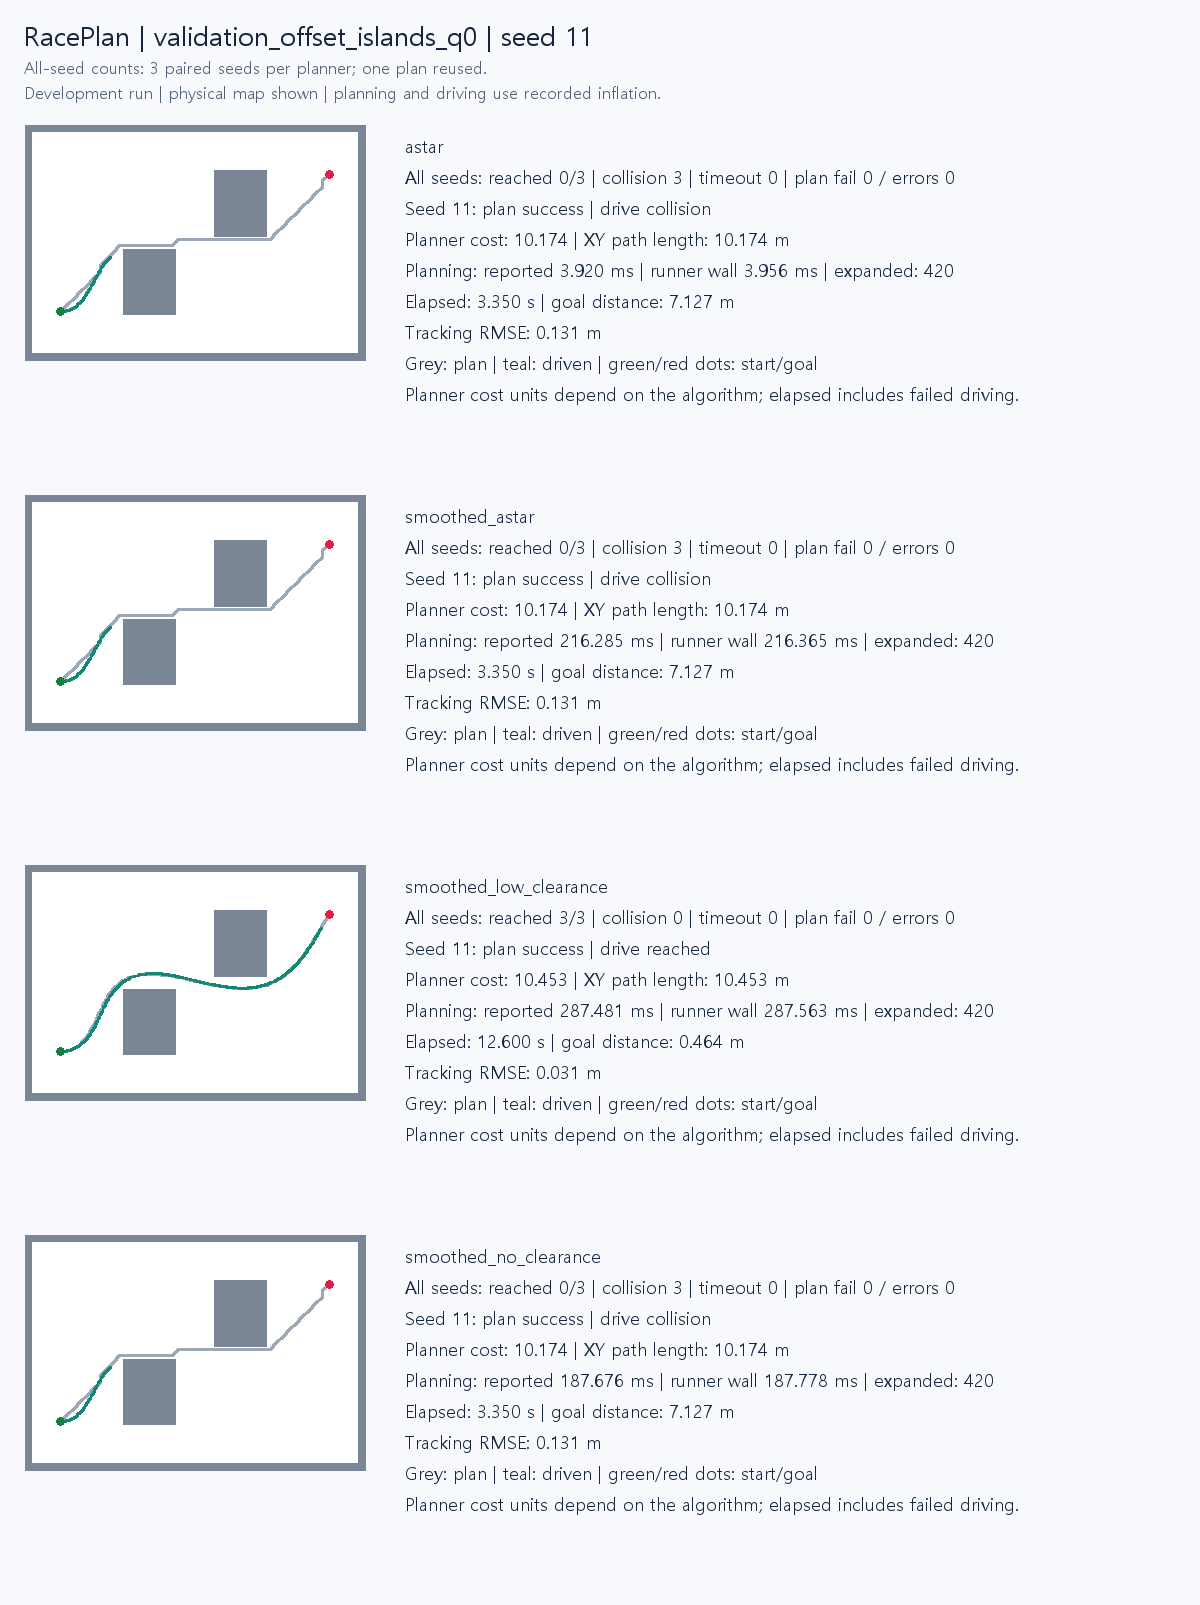 RacePlan | validation_offset_islands_q0 | seed 11
All-seed counts: 3 paired seeds per planner; one plan reused.
Development run | physical map shown | planning and driving use recorded inflation.
astar
All seeds: reached 0/3 | collision 3 | timeout 0 | plan fail 0 / errors 0
Seed 11: plan success | drive collision
Planner cost: 10.174 | XY path length: 10.174 m
Planning: reported 3.920 ms | runner wall 3.956 ms | expanded: 420
Elapsed: 3.350 s | goal distance: 7.127 m
Tracking RMSE: 0.131 m
Grey: plan | teal: driven | green/red dots: start/goal
Planner cost units depend on the algorithm; elapsed includes failed driving.
smoothed_astar
All seeds: reached 0/3 | collision 3 | timeout 0 | plan fail 0 / errors 0
Seed 11: plan success | drive collision
Planner cost: 10.174 | XY path length: 10.174 m
Planning: reported 216.285 ms | runner wall 216.365 ms | expanded: 420
Elapsed: 3.350 s | goal distance: 7.127 m
Tracking RMSE: 0.131 m
Grey: plan | teal: driven | green/red dots: start/goal
Planner cost units depend on the algorithm; elapsed includes failed driving.
smoothed_low_clearance
All seeds: reached 3/3 | collision 0 | timeout 0 | plan fail 0 / errors 0
Seed 11: plan success | drive reached
Planner cost: 10.453 | XY path length: 10.453 m
Planning: reported 287.481 ms | runner wall 287.563 ms | expanded: 420
Elapsed: 12.600 s | goal distance: 0.464 m
Tracking RMSE: 0.031 m
Grey: plan | teal: driven | green/red dots: start/goal
Planner cost units depend on the algorithm; elapsed includes failed driving.
smoothed_no_clearance
All seeds: reached 0/3 | collision 3 | timeout 0 | plan fail 0 / errors 0
Seed 11: plan success | drive collision
Planner cost: 10.174 | XY path length: 10.174 m
Planning: reported 187.676 ms | runner wall 187.778 ms | expanded: 420
Elapsed: 3.350 s | goal distance: 7.127 m
Tracking RMSE: 0.131 m
Grey: plan | teal: driven | green/red dots: start/goal
Planner cost units depend on the algorithm; elapsed includes failed driving.